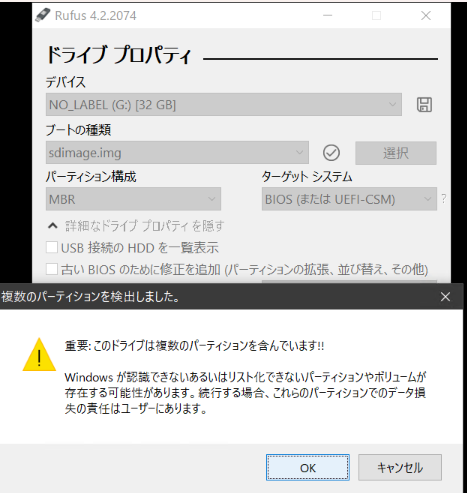 Rufus 4.2.2074
ドライブ プロパティ
デバイス
NO_LABEL (G:) [32 GB]
ブートの種類
sdimage.img
選択
パーティション構成
ターゲット システム
MBR
BIOS (または UEFI-CSM)
?
詳細なドライブ プロパティ を隠す
USB 接続の HDD を一覧表示
古い BIOS のために修正を追加 (パーティションの拡張、並び替え、その他)
複数のパーティションを検出しました。
重要: このドライブは複数のパーティションを含んでいます!!
Windows が認識できないあるいはリスト化できないパーティションやボリュームが
存在する可能性があります。続行する場合、これらのパーティションでのデータ損
失の責任はユーザーにあります。
OK
キャンセル